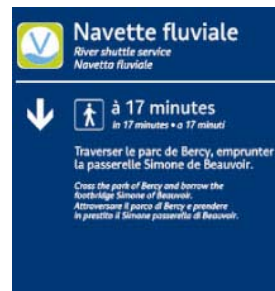 V
Navette fluviale
River shuttle service
Navetta fluviale
à 17 minutes
in 17 minutes • a 17 minuti
Traverser le parc de Bercy, emprunter
la passerelle Simone de Beauvoir.
Cross the park of Bercy and borrow the
footbridge Simone of Beauvoir.
Attraversare il parco di Bercy e prendere
in prestito il Simone passerella di Beauvoir.